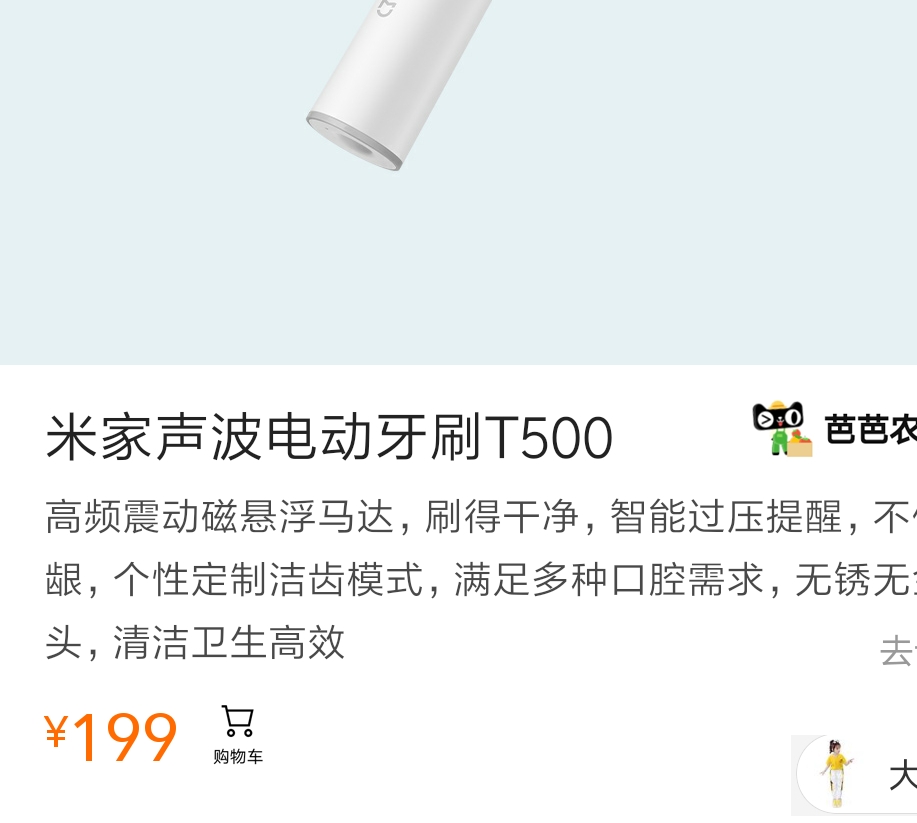 米家声波电动牙刷T500
芭芭农
高频震动磁悬浮马达，刷得干净，智能过压提醒，不
龈，个性定制洁齿模式，满足多种口腔需求，无锈无
头，清洁卫生高效
去
¥199
购物车
大